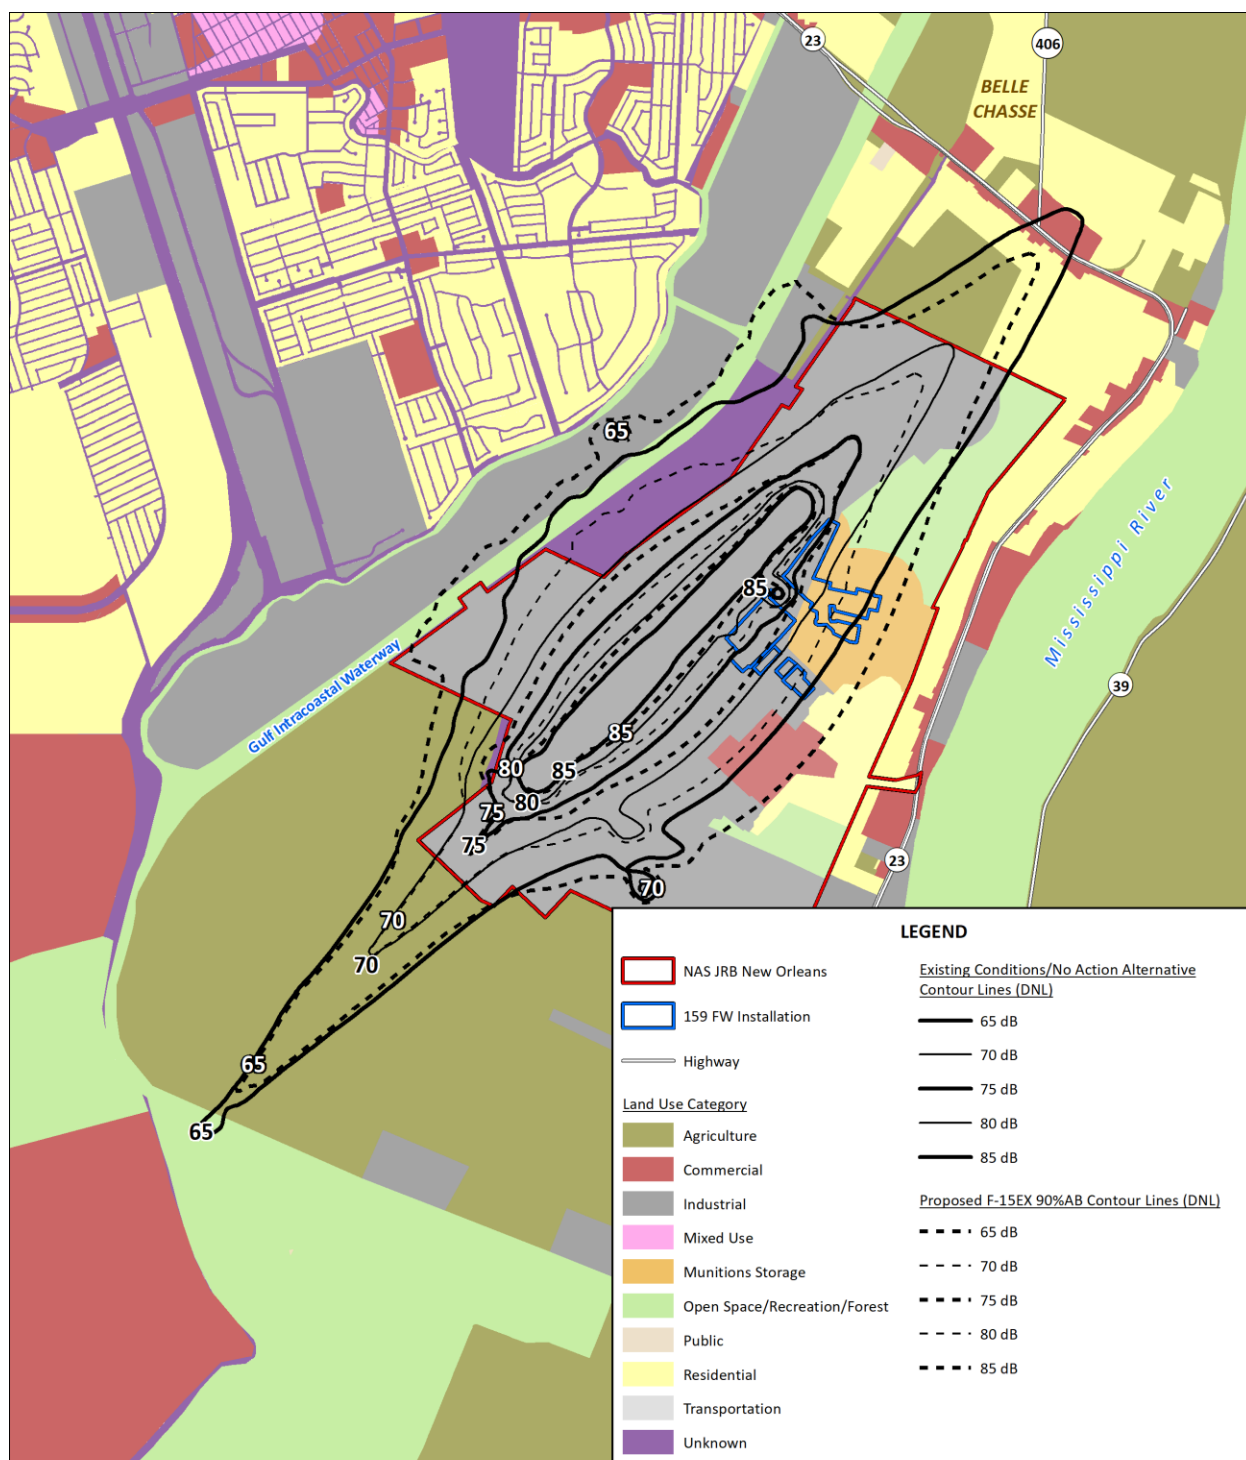 23
406
BELLE
CHASSE
65
Mississippi River
85
39
Gulf Intracoastal Waterway
85
80
85
80
75
75
23
70
70
70
65
65
LEGEND
NAS JRB New Orleans
159 FW Installation
Highway
Land Use Category
Agriculture
Commercial
Industrial
Mixed Use
Munitions Storage
Open Space/Recreation/Forest
Public
Residential
Transportation
Unknown
Existing Conditions/No Action Alternative
Contour Lines (DNL)
65 dB
70 dB
75 dB
80 dB
85 dB
Proposed F-15EX 90%AB Contour Lines (DNL)
65 dB
70 dB
75 dB
80 dB
85 dB